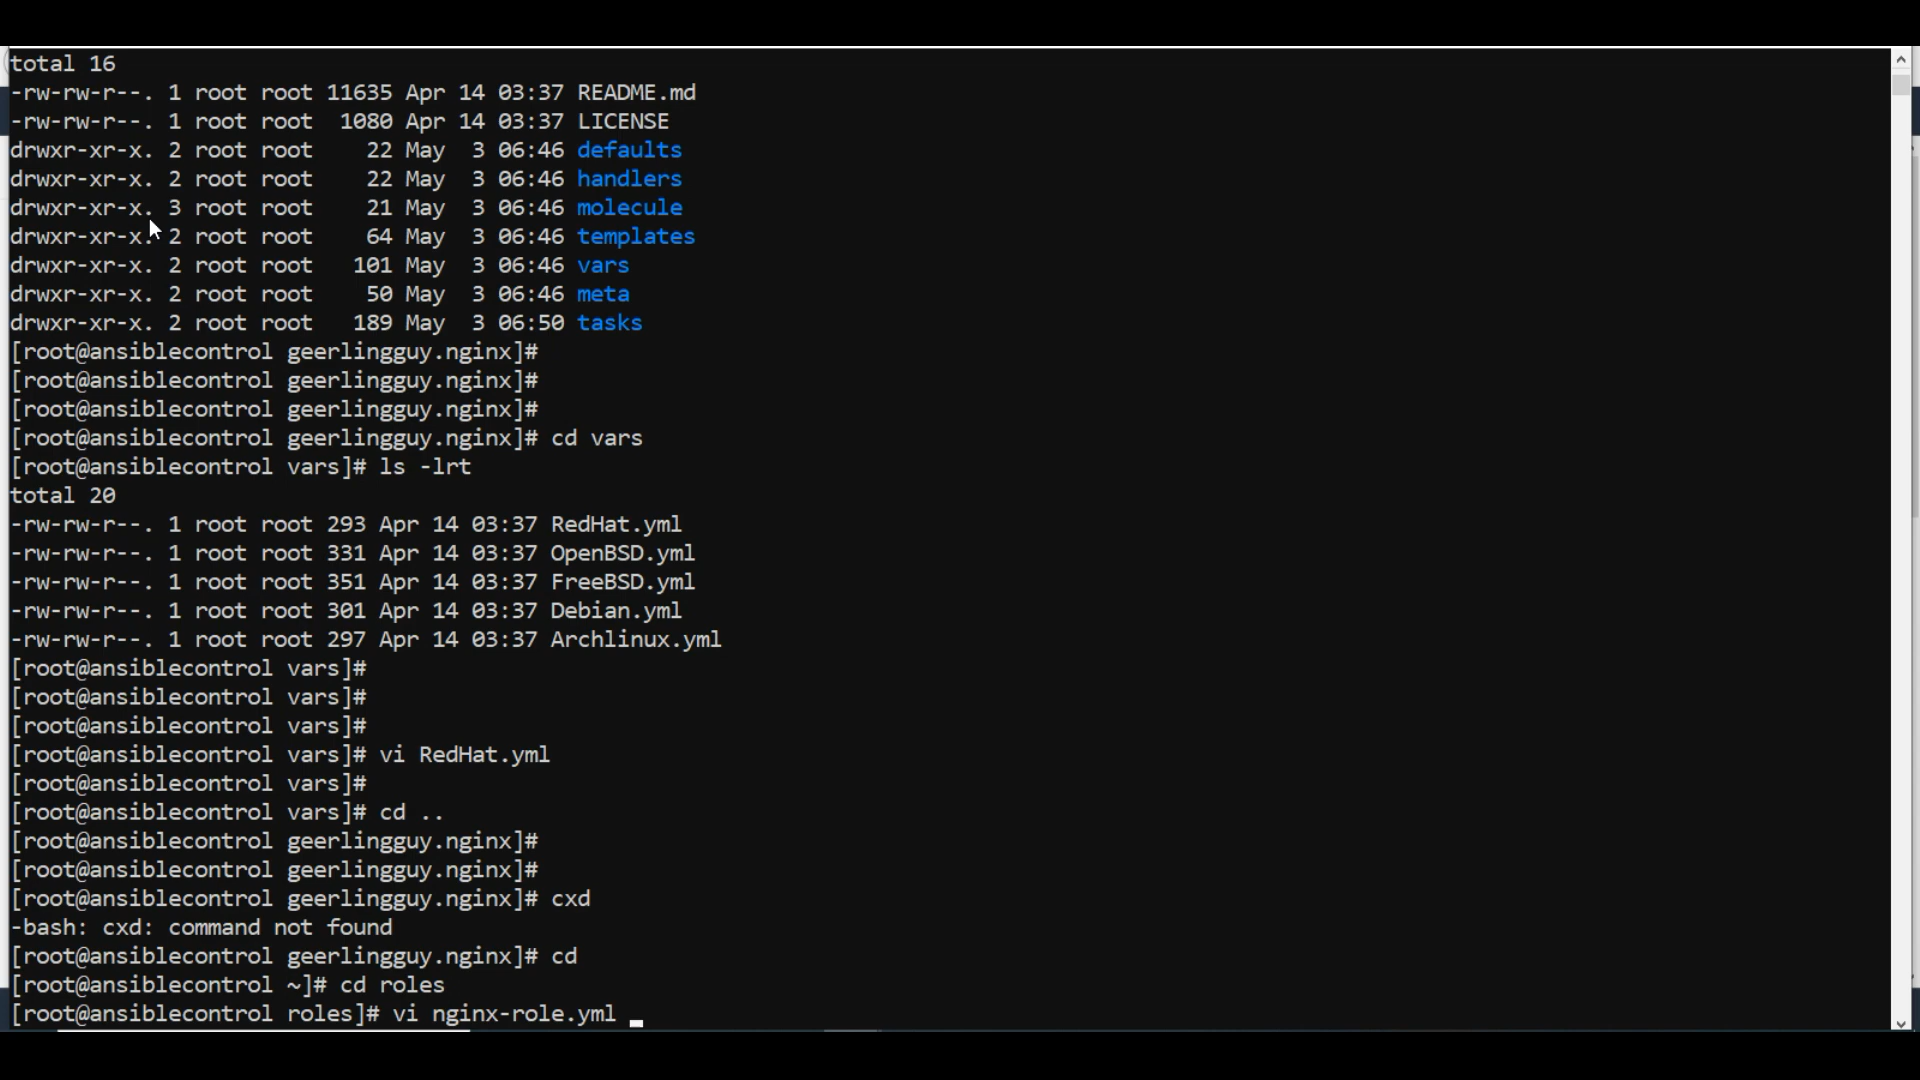 total 16
-rw-rw-r--. 1 root root 11635 Apr 14 03:37 README.md
-rw-rw-r--. 1 root root  1080 Apr 14 03:37 LICENSE
drwxr-xr-x. 2 root root    22 May  3 06:46 defaults
drwxr-xr-x. 2 root root    22 May  3 06:46 handlers
drwxr-xr-x. 3 root root    21 May  3 06:46 molecule
drwxr-xr-x. 2 root root    64 May  3 06:46 templates
drwxr-xr-x. 2 root root   101 May  3 06:46 vars
drwxr-xr-x. 2 root root    50 May  3 06:46 meta
drwxr-xr-x. 2 root root   189 May  3 06:50 tasks
[root@ansiblecontrol geerlingguy.nginx]#
[root@ansiblecontrol geerlingguy.nginx]#
[root@ansiblecontrol geerlingguy.nginx]#
[root@ansiblecontrol geerlingguy.nginx]# cd vars
[root@ansiblecontrol vars]# ls -lrt
total 20
-rw-rw-r--. 1 root root 293 Apr 14 03:37 RedHat.yml
-rw-rw-r--. 1 root root 331 Apr 14 03:37 OpenBSD.yml
-rw-rw-r--. 1 root root 351 Apr 14 03:37 FreeBSD.yml
-rw-rw-r--. 1 root root 301 Apr 14 03:37 Debian.yml
-rw-rw-r--. 1 root root 297 Apr 14 03:37 Archlinux.yml
[root@ansiblecontrol vars]#
[root@ansiblecontrol vars]#
[root@ansiblecontrol vars]#
[root@ansiblecontrol vars]# vi RedHat.yml
[root@ansiblecontrol vars]#
[root@ansiblecontrol vars]# cd ..
[root@ansiblecontrol geerlingguy.nginx]#
[root@ansiblecontrol geerlingguy.nginx]#
[root@ansiblecontrol geerlingguy.nginx]# cxd
-bash: cxd: command not found
[root@ansiblecontrol geerlingguy.nginx]# cd
[root@ansiblecontrol ~]# cd roles
[root@ansiblecontrol roles]# vi nginx-role.yml